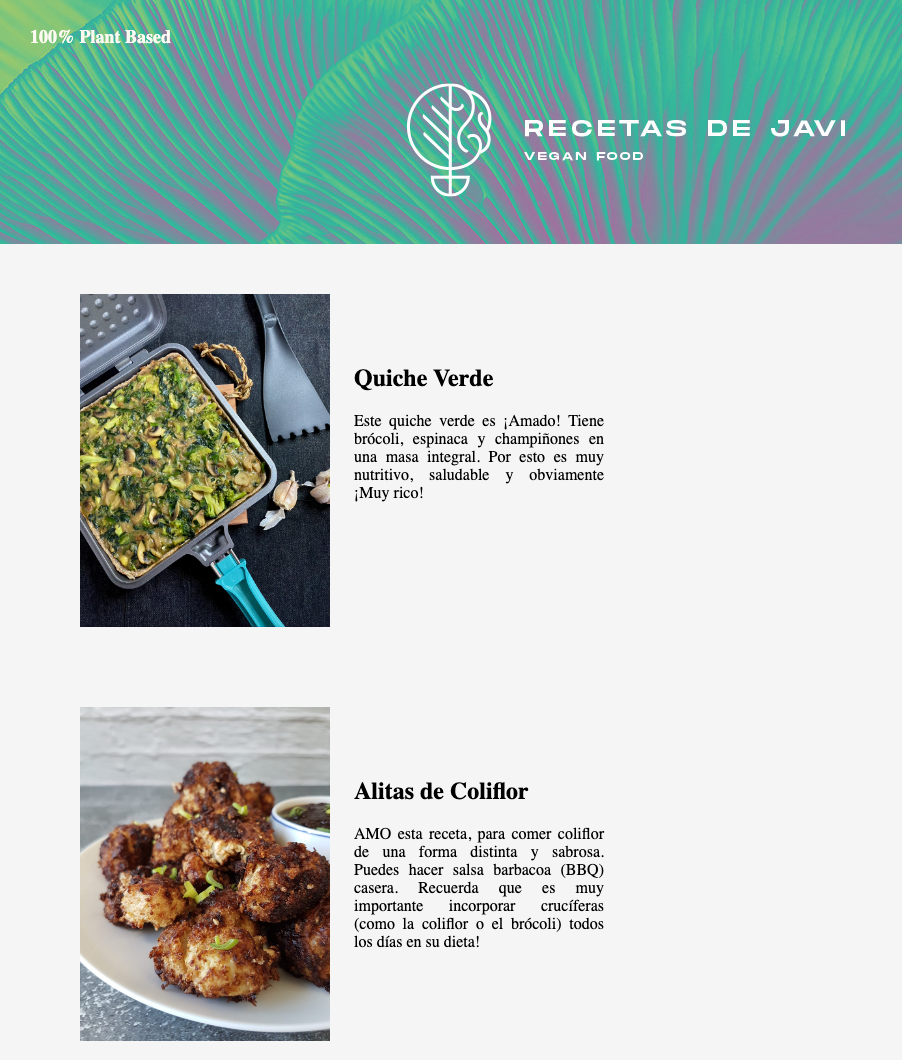 100% Plant Based
RECETAS DE JAVI
VEGAN FOOD
Quiche Verde
Este quiche verde es ¡Amado! Tiene
brócoli, espinaca y champiñones en
una masa integral. Por esto es muy
nutritivo, saludable y obviamente
¡Muy rico!
Alitas de Coliflor
AMO esta receta, para comer coliflor
de una forma distinta y sabrosa.
Puedes hacer salsa barbacoa (BBQ)
casera. Recuerda que es muy
importante incorporar crucíferas
(como la coliflor o el brócoli) todos
los días en su dieta!